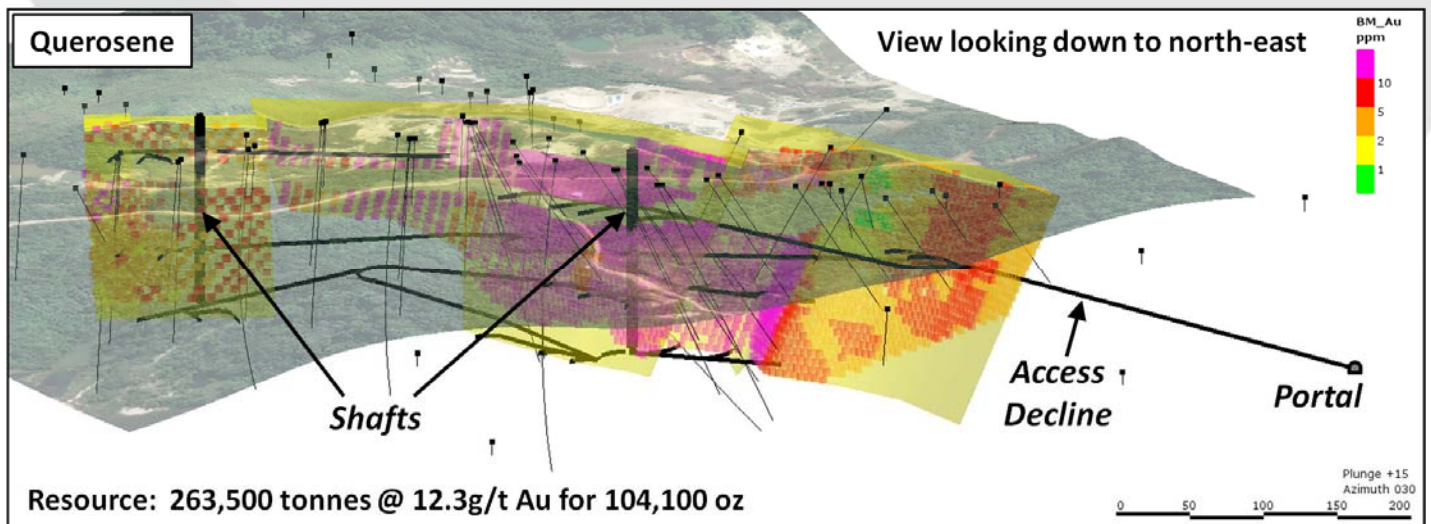 Querosene
View looking down to north-east
BM_Au
ppm
10
5
2
1
Shafts
Access
Decline
Portal
Resource: 263,500 tonnes @ 12.3g/t Au for 104,100 oz
Plunge +15
Azimuth 030
0 50 100 150 200